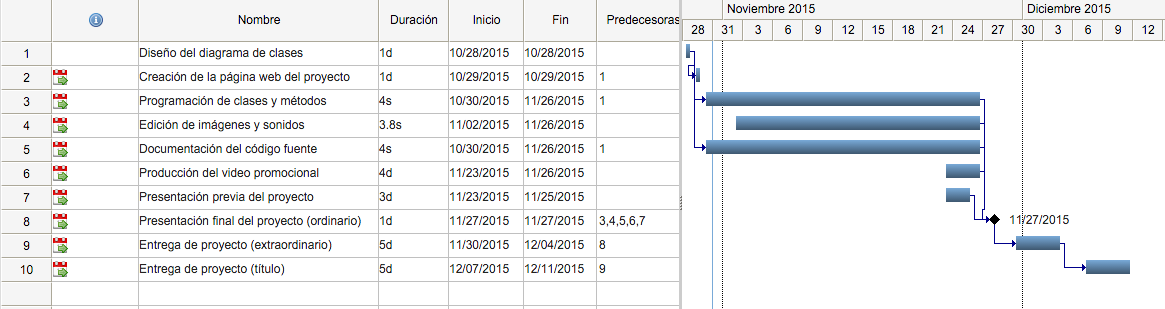 Nombre Duración Inicio Fin Predecesoras
Noviembre 2015 Diciembre 2015
28 31 3 6 9 12 15 18 21 24 27 30 3 6 9 12
1 Diseño del diagrama de clases 1d 10/28/2015 10/28/2015
2 Creación de la página web del proyecto 1d 10/29/2015 10/29/2015 1
3 Programación de clases y métodos 4s 10/30/2015 11/26/2015 1
4 Edición de imágenes y sonidos 3.8s 11/02/2015 11/26/2015
5 Documentación del código fuente 4s 10/30/2015 11/26/2015 1
6 Producción del video promocional 4d 11/23/2015 11/26/2015
7 Presentación previa del proyecto 3d 11/23/2015 11/25/2015
8 Presentación final del proyecto (ordinario) 1d 11/27/2015 11/27/2015 3,4,5,6,7 11/27/2015
9 Entrega de proyecto (extraordinario) 5d 11/30/2015 12/04/2015 8
10 Entrega de proyecto (título) 5d 12/07/2015 12/11/2015 9